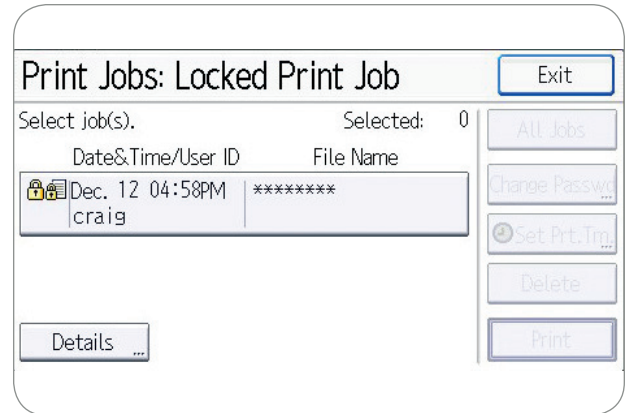 Print Jobs: Locked Print Job
Exit
Select job(s).
Selected: 0
All Jobs
Date&Time/User ID
File Name
Change Passwd...
Dec. 12 04:58PM
********
craig
Set Prt.Tm....
Delete
Details ...
Print